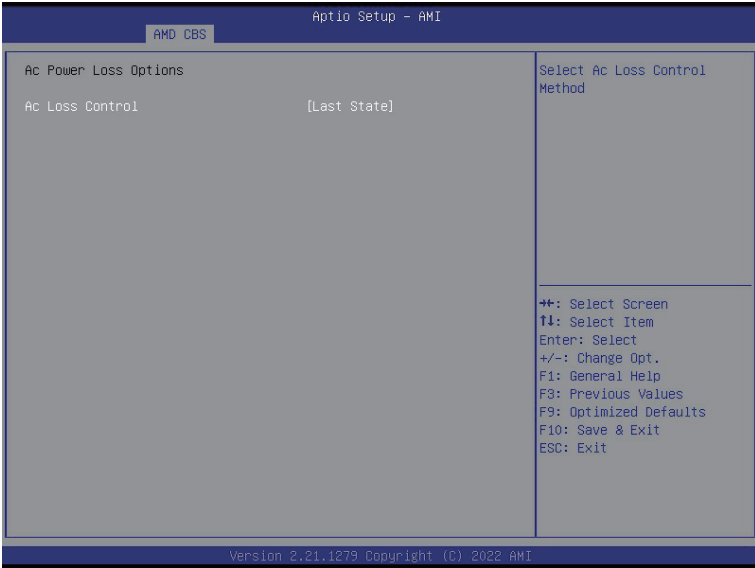 Aptio Setup – AMI
AMD CBS
Ac Power Loss Options
Ac Loss Control [Last State]
Select Ac Loss Control
Method
→←: Select Screen
↑↓: Select Item
Enter: Select
+/-: Change Opt.
F1: General Help
F3: Previous Values
F9: Optimized Defaults
F10: Save & Exit
ESC: Exit
Version 2.21.1279 Copyright (C) 2022 AMI